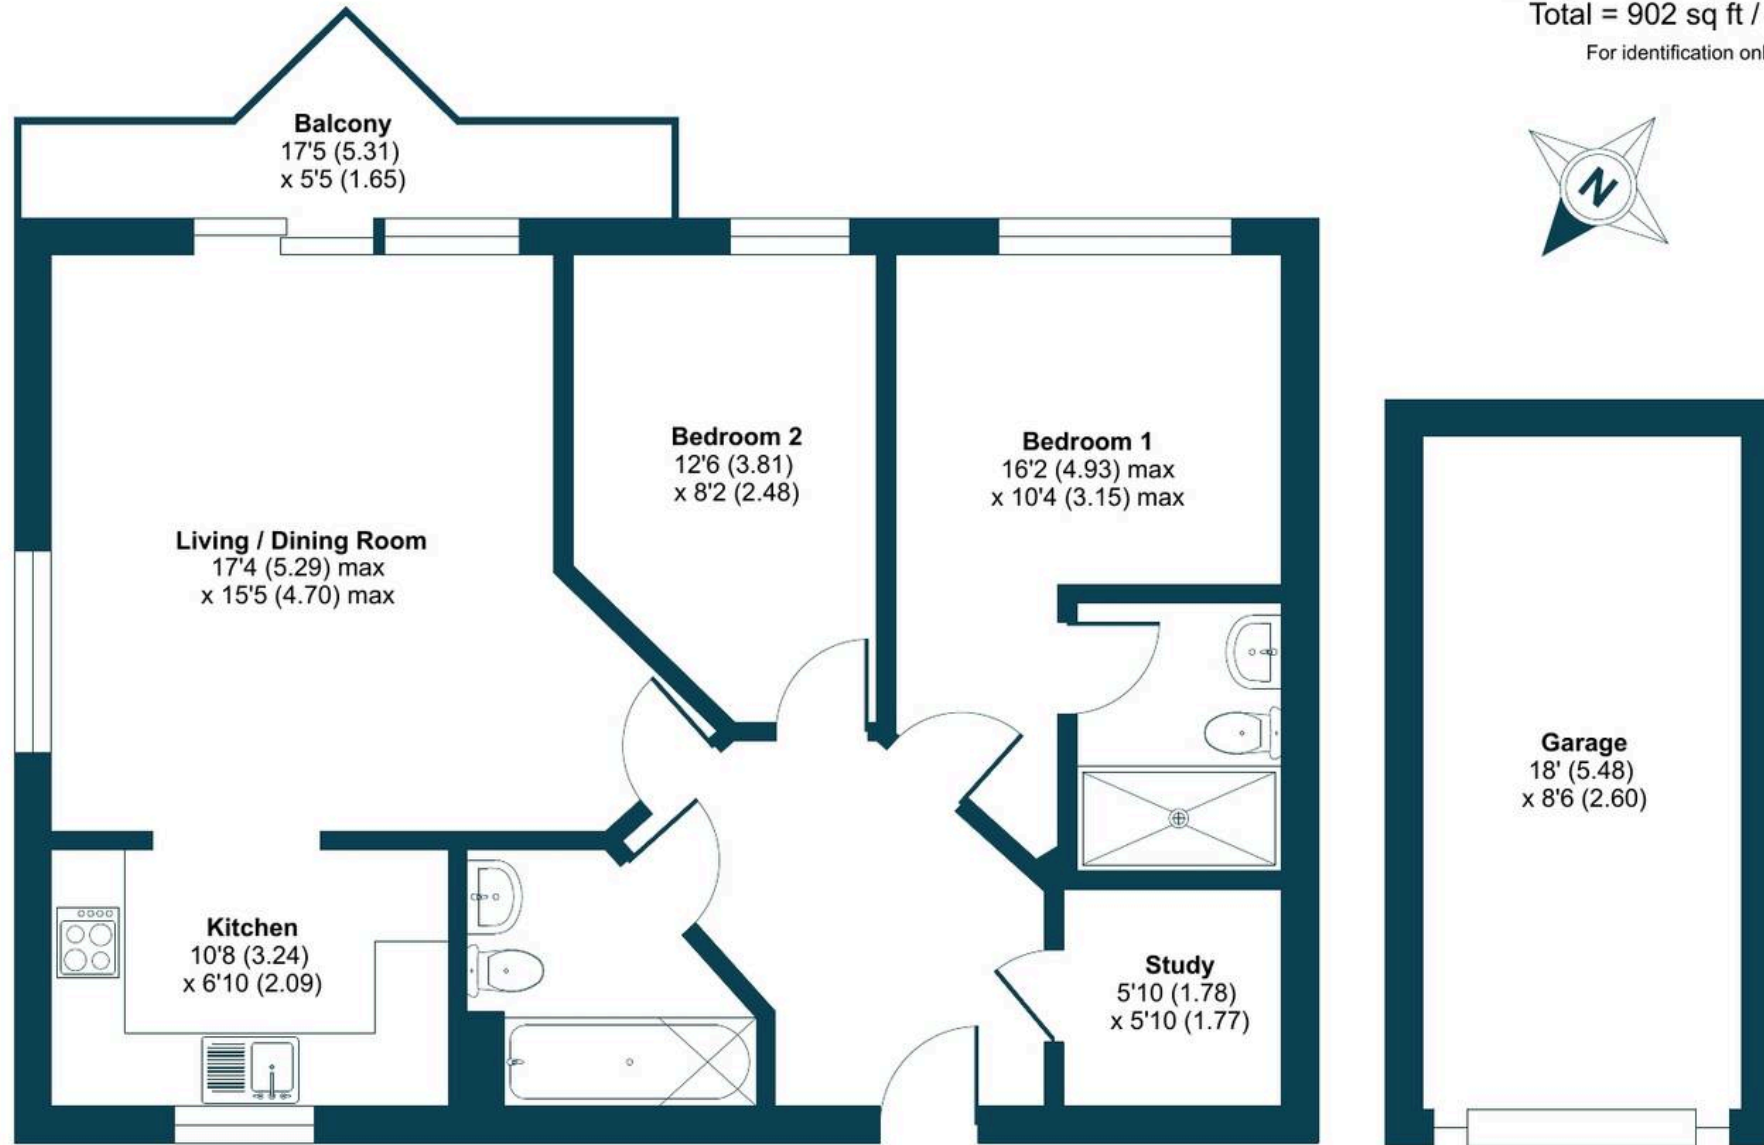 Total = 902 sq ft /
For identification onl
N
Balcony
17'5 (5.31)
x 5'5 (1.65)
Bedroom 2
12'6 (3.81)
x 8'2 (2.48)
Bedroom 1
16'2 (4.93) max
x 10'4 (3.15) max
Living / Dining Room
17'4 (5.29) max
x 15'5 (4.70) max
Garage
18' (5.48)
x 8'6 (2.60)
Kitchen
10'8 (3.24)
x 6'10 (2.09)
Study
5'10 (1.78)
x 5'10 (1.77)